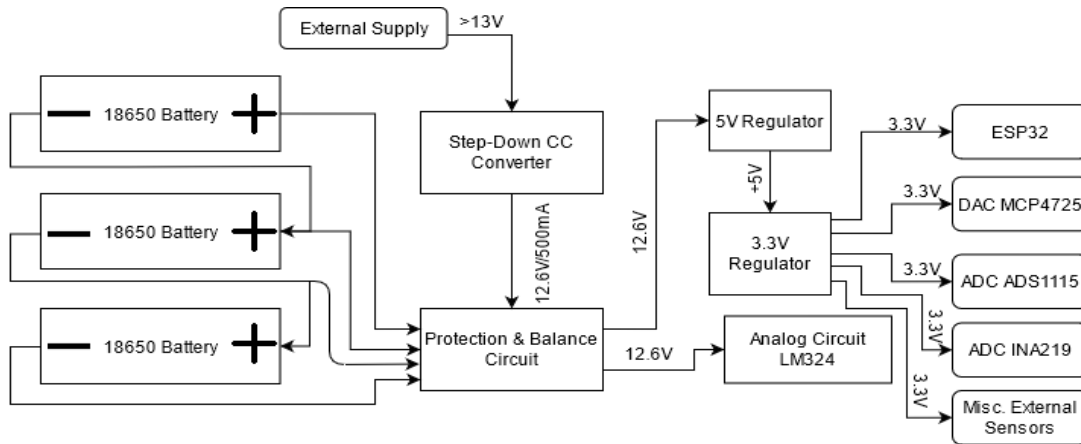 External Supply
>13V
18650 Battery
Step-Down CC
Converter
12.6V/500mA
18650 Battery
18650 Battery
Protection & Balance
Circuit
12.6V
12.6V
5V Regulator
+5V
3.3V
Regulator
Analog Circuit
LM324
3.3V
ESP32
3.3V
DAC MCP4725
3.3V
ADC ADS1115
3.3V
ADC INA219
3.3V
Misc. External
Sensors